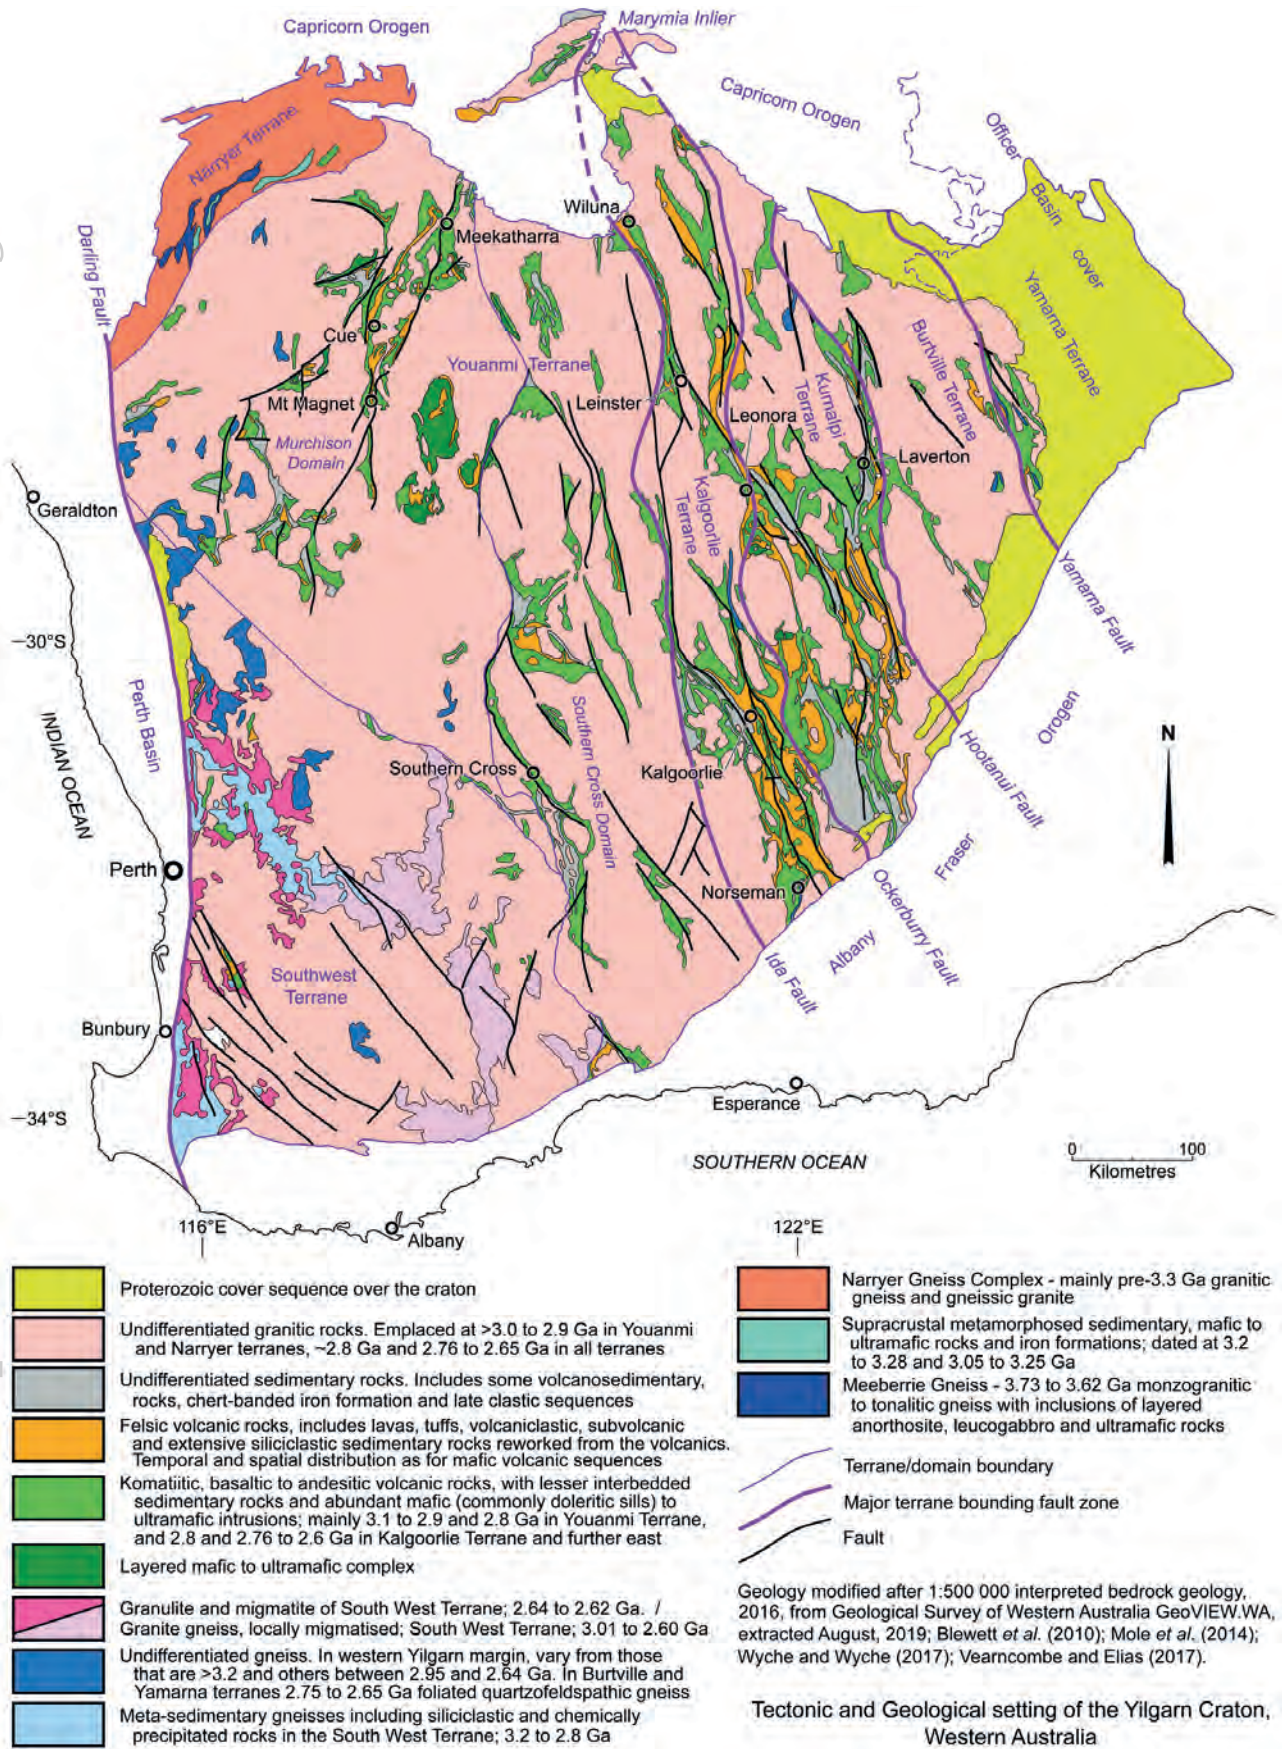 Capricorn Orogen
Marymia Inlier
Capricorn Orogen
Officer
Basin
cover
Narryer Terrane
Darling Fault
Wiluna
Meekatharra
Yamarna Terrane
Cue
Youanmi Terrane
Burtville Terrane
Mt Magnet
Leinster
Leonora
Kurnalpi
Terrane
Murchison
Domain
Laverton
Geraldton
Kalgoorlie
Terrane
Yamarna Fault
–30°S
Perth Basin
INDIAN OCEAN
Southern Cross Domain
Orogen
N
Southern Cross
Kalgoorlie
Hootanui Fault
Perth
Fraser
Norseman
Ockerburry Fault
Albany
Ida Fault
Southwest
Terrane
Bunbury
Esperance
–34°S
SOUTHERN OCEAN
0 100
Kilometres
116°E
122°E
Albany
Proterozoic cover sequence over the craton
Undifferentiated granitic rocks. Emplaced at >3.0 to 2.9 Ga in Youanmi
and Narryer terranes, ~2.8 Ga and 2.76 to 2.65 Ga in all terranes
Undifferentiated sedimentary rocks. Includes some volcanosedimentary,
rocks, chert-banded iron formation and late clastic sequences
Felsic volcanic rocks, includes lavas, tuffs, volcaniclastic, subvolcanic
and extensive siliciclastic sedimentary rocks reworked from the volcanics.
Temporal and spatial distribution as for mafic volcanic sequences
Komatiitic, basaltic to andesitic volcanic rocks, with lesser interbedded
sedimentary rocks and abundant mafic (commonly doleritic sills) to
ultramafic intrusions; mainly 3.1 to 2.9 and 2.8 Ga in Youanmi Terrane,
and 2.8 and 2.76 to 2.6 Ga in Kalgoorlie Terrane and further east
Layered mafic to ultramafic complex
Granulite and migmatite of South West Terrane; 2.64 to 2.62 Ga. /
Granite gneiss, locally migmatised; South West Terrane; 3.01 to 2.60 Ga
Undifferentiated gneiss. In western Yilgarn margin, vary from those
that are >3.2 and others between 2.95 and 2.64 Ga. In Burtville and
Yamarna terranes 2.75 to 2.65 Ga foliated quartzofeldspathic gneiss
Meta-sedimentary gneisses including siliciclastic and chemically
precipitated rocks in the South West Terrane; 3.2 to 2.8 Ga
Narryer Gneiss Complex - mainly pre-3.3 Ga granitic
gneiss and gneissic granite
Supracrustal metamorphosed sedimentary, mafic to
ultramafic rocks and iron formations; dated at 3.2
to 3.28 and 3.05 to 3.25 Ga
Meeberrie Gneiss - 3.73 to 3.62 Ga monzogranitic
to tonalitic gneiss with inclusions of layered
anorthosite, leucogabbro and ultramafic rocks
Terrane/domain boundary
Major terrane bounding fault zone
Fault
Geology modified after 1:500 000 interpreted bedrock geology,
2016, from Geological Survey of Western Australia GeoVIEW.WA,
extracted August, 2019; Blewett et al. (2010); Mole et al. (2014);
Wyche and Wyche (2017); Vearncombe and Elias (2017).
Tectonic and Geological setting of the Yilgarn Craton,
Western Australia